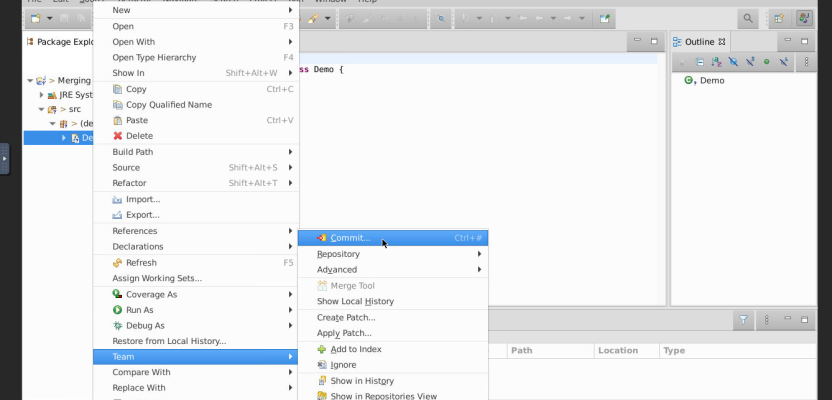 Package Explo
Outline
New
Open F3
Open With
Open Type Hierarchy F4
Show In Shift+Alt+W
Copy Ctrl+C
Copy Qualified Name
Paste Ctrl+V
Delete
Build Path
Source Shift+Alt+S
Refactor Shift+Alt+T
Import...
Export...
References
Declarations
Refresh F5
Assign Working Sets...
Coverage As
Run As
Debug As
Restore from Local History...
Team
Compare With
Replace With
> Merging
JRE Syst
> src
> (de
De
ss Demo {
Demo
Commit... Ctrl+#
Repository
Advanced
Merge Tool
Show Local History
Create Patch...
Apply Patch...
Add to Index
Ignore
Show in History
Show in Repositories View
Path Location Type